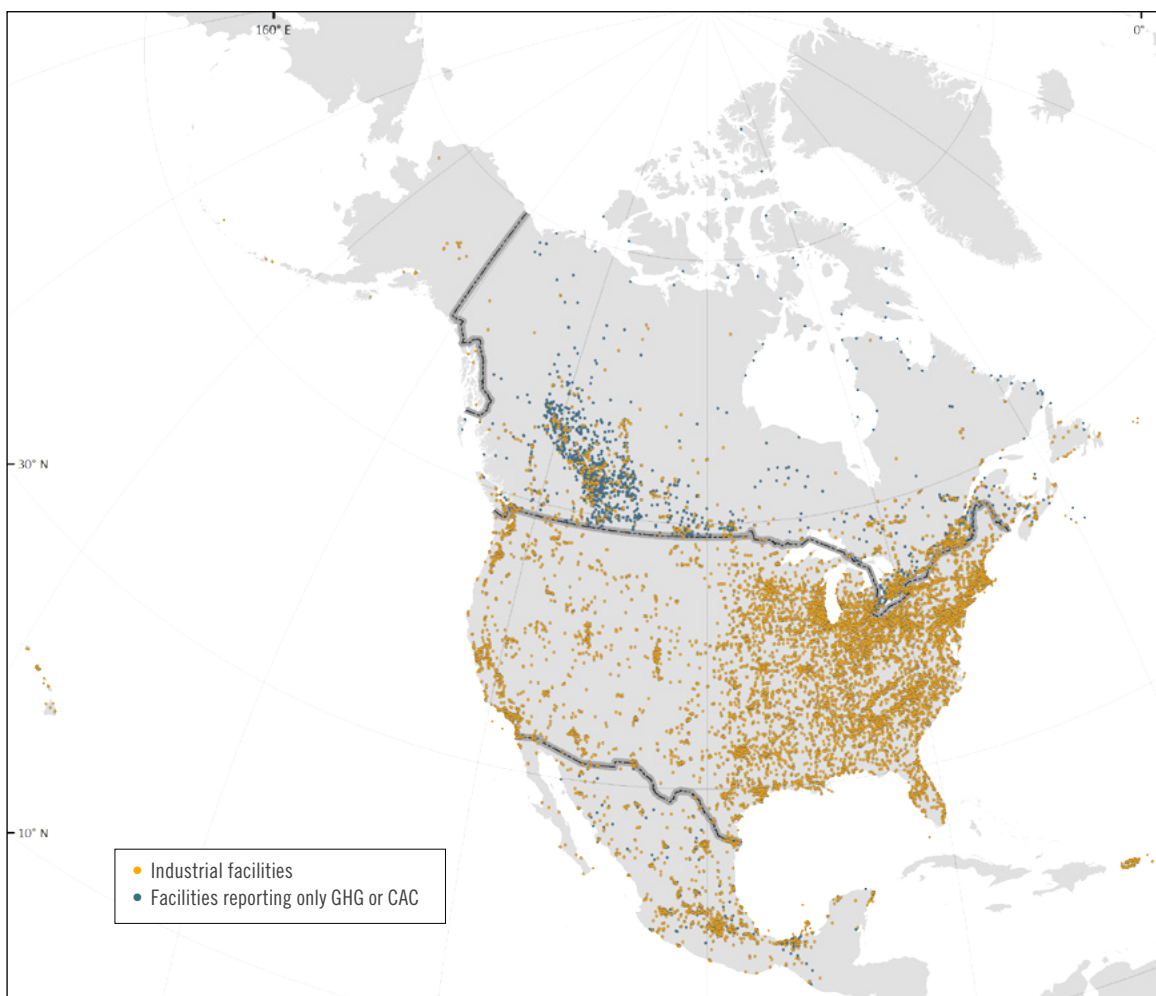 160° E
0°
30° N
10° N
Industrial facilities
Facilities reporting only GHG or CAC